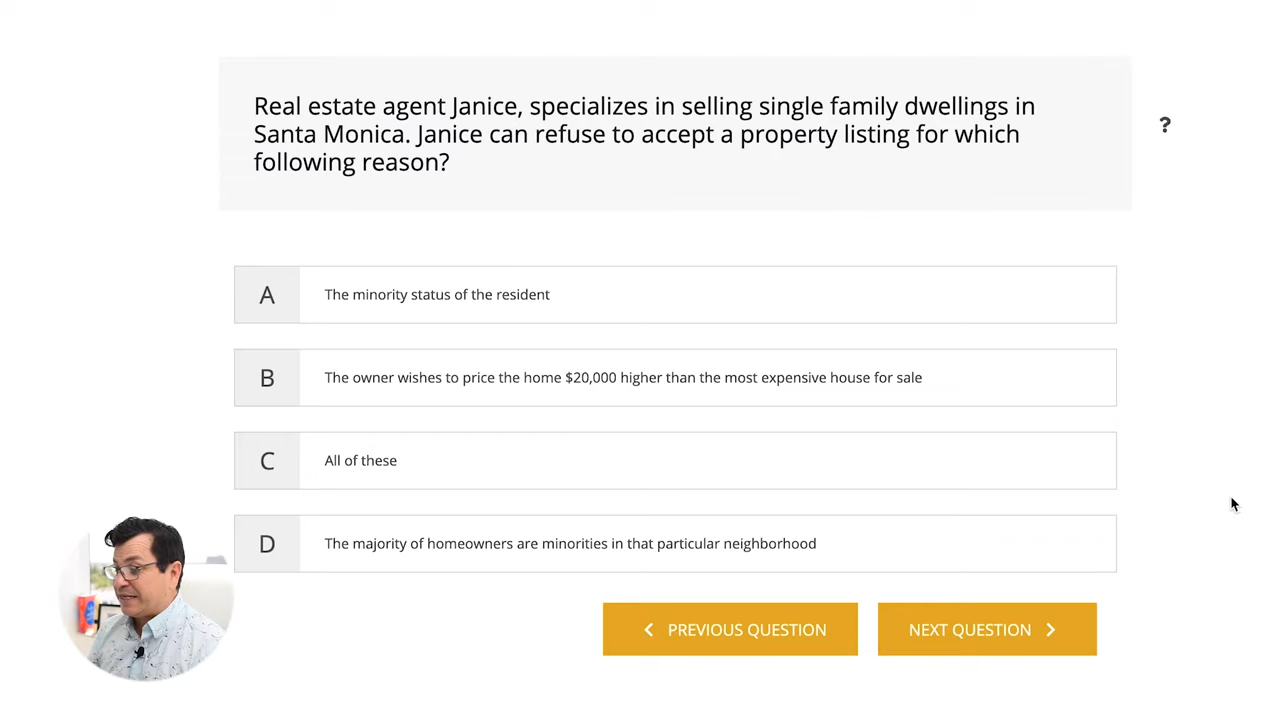 Real estate agent Janice, specializes in selling single family dwellings in
Santa Monica. Janice can refuse to accept a property listing for which
following reason?
?
A
The minority status of the resident
B
The owner wishes to price the home $20,000 higher than the most expensive house for sale
C
All of these
D
The majority of homeowners are minorities in that particular neighborhood
PREVIOUS QUESTION
NEXT QUESTION